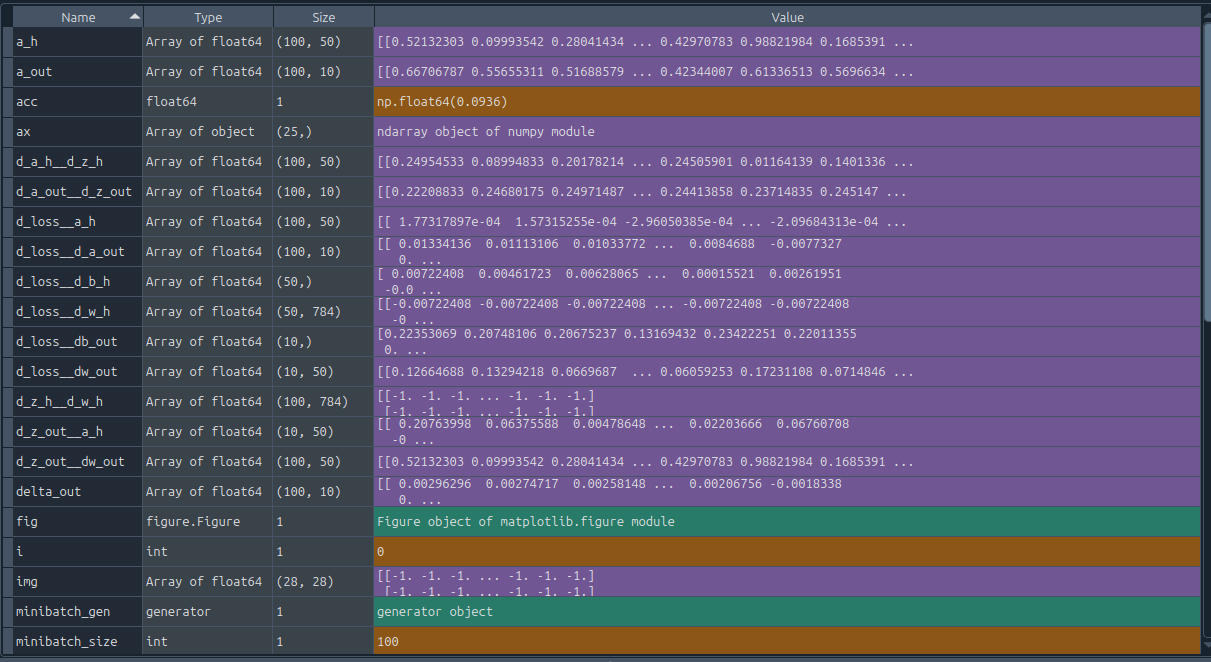 Name Type Size Value
a_h Array of float64 (100, 50) [[0.52132303 0.09993542 0.28041434 ... 0.42970783 0.98821984 0.1685391 ...
a_out Array of float64 (100, 10) [[0.66706787 0.55655311 0.51688579 ... 0.42344007 0.61336513 0.5696634 ...
acc float64 1 np.float64(0.0936)
ax Array of object (25,) ndarray object of numpy module
d_a_h__d_z_h Array of float64 (100, 50) [[0.24954533 0.08994833 0.20178214 ... 0.24505901 0.01164139 0.1401336 ...
d_a_out__d_z_out Array of float64 (100, 10) [[0.22208833 0.24680175 0.24971487 ... 0.24413858 0.23714835 0.245147 ...
d_loss__a_h Array of float64 (100, 50) [[ 1.77317897e-04 1.57315255e-04 -2.96050385e-04 ... -2.09684313e-04 ...
d_loss__d_a_out Array of float64 (100, 10) [[ 0.01334136 0.01113106 0.01033772 ... 0.0084688 -0.0077327
0. ...
d_loss__d_b_h Array of float64 (50,) [ 0.00722408 0.00461723 0.00628065 ... 0.00015521 0.00261951
-0.0 ...
d_loss__d_w_h Array of float64 (50, 784) [[-0.00722408 -0.00722408 -0.00722408 ... -0.00722408 -0.00722408
-0 ...
d_loss__db_out Array of float64 (10,) [0.22353069 0.20748106 0.20675237 0.13169432 0.23422251 0.22011355
0. ...
d_loss__dw_out Array of float64 (10, 50) [[0.12664688 0.13294218 0.0669687 ... 0.06059253 0.17231108 0.0714846 ...
d_z_h__d_w_h Array of float64 (100, 784) [[-1. -1. -1. ... -1. -1. -1.]
[-1. -1. -1. ... -1. -1. -1.]
d_z_out__a_h Array of float64 (10, 50) [[ 0.20763998 0.06375588 0.00478648 ... 0.02203666 0.06760708
-0 ...
d_z_out__dw_out Array of float64 (100, 50) [[0.52132303 0.09993542 0.28041434 ... 0.42970783 0.98821984 0.1685391 ...
delta_out Array of float64 (100, 10) [[ 0.00296296 0.00274717 0.00258148 ... 0.00206756 -0.0018338
0. ...
fig figure.Figure 1 Figure object of matplotlib.figure module
i int 1 0
img Array of float64 (28, 28) [[-1. -1. -1. ... -1. -1. -1.]
[-1. -1. -1. ... -1. -1. -1.]
minibatch_gen generator 1 generator object
minibatch_size int 1 100